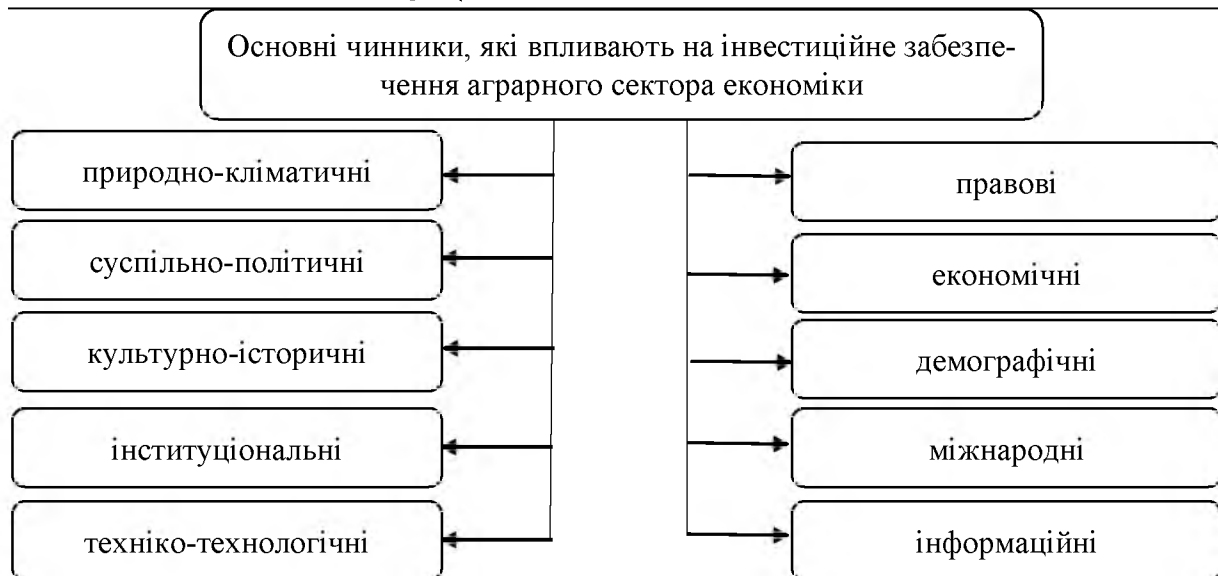 Основні чинники, які впливають на інвестиційне забезпе-
чення аграрного сектора економіки
природно-кліматичні
суспільно-політичні
культурно-історичні
інституціональні
техніко-технологічні
правові
економічні
демографічні
міжнародні
інформаційні